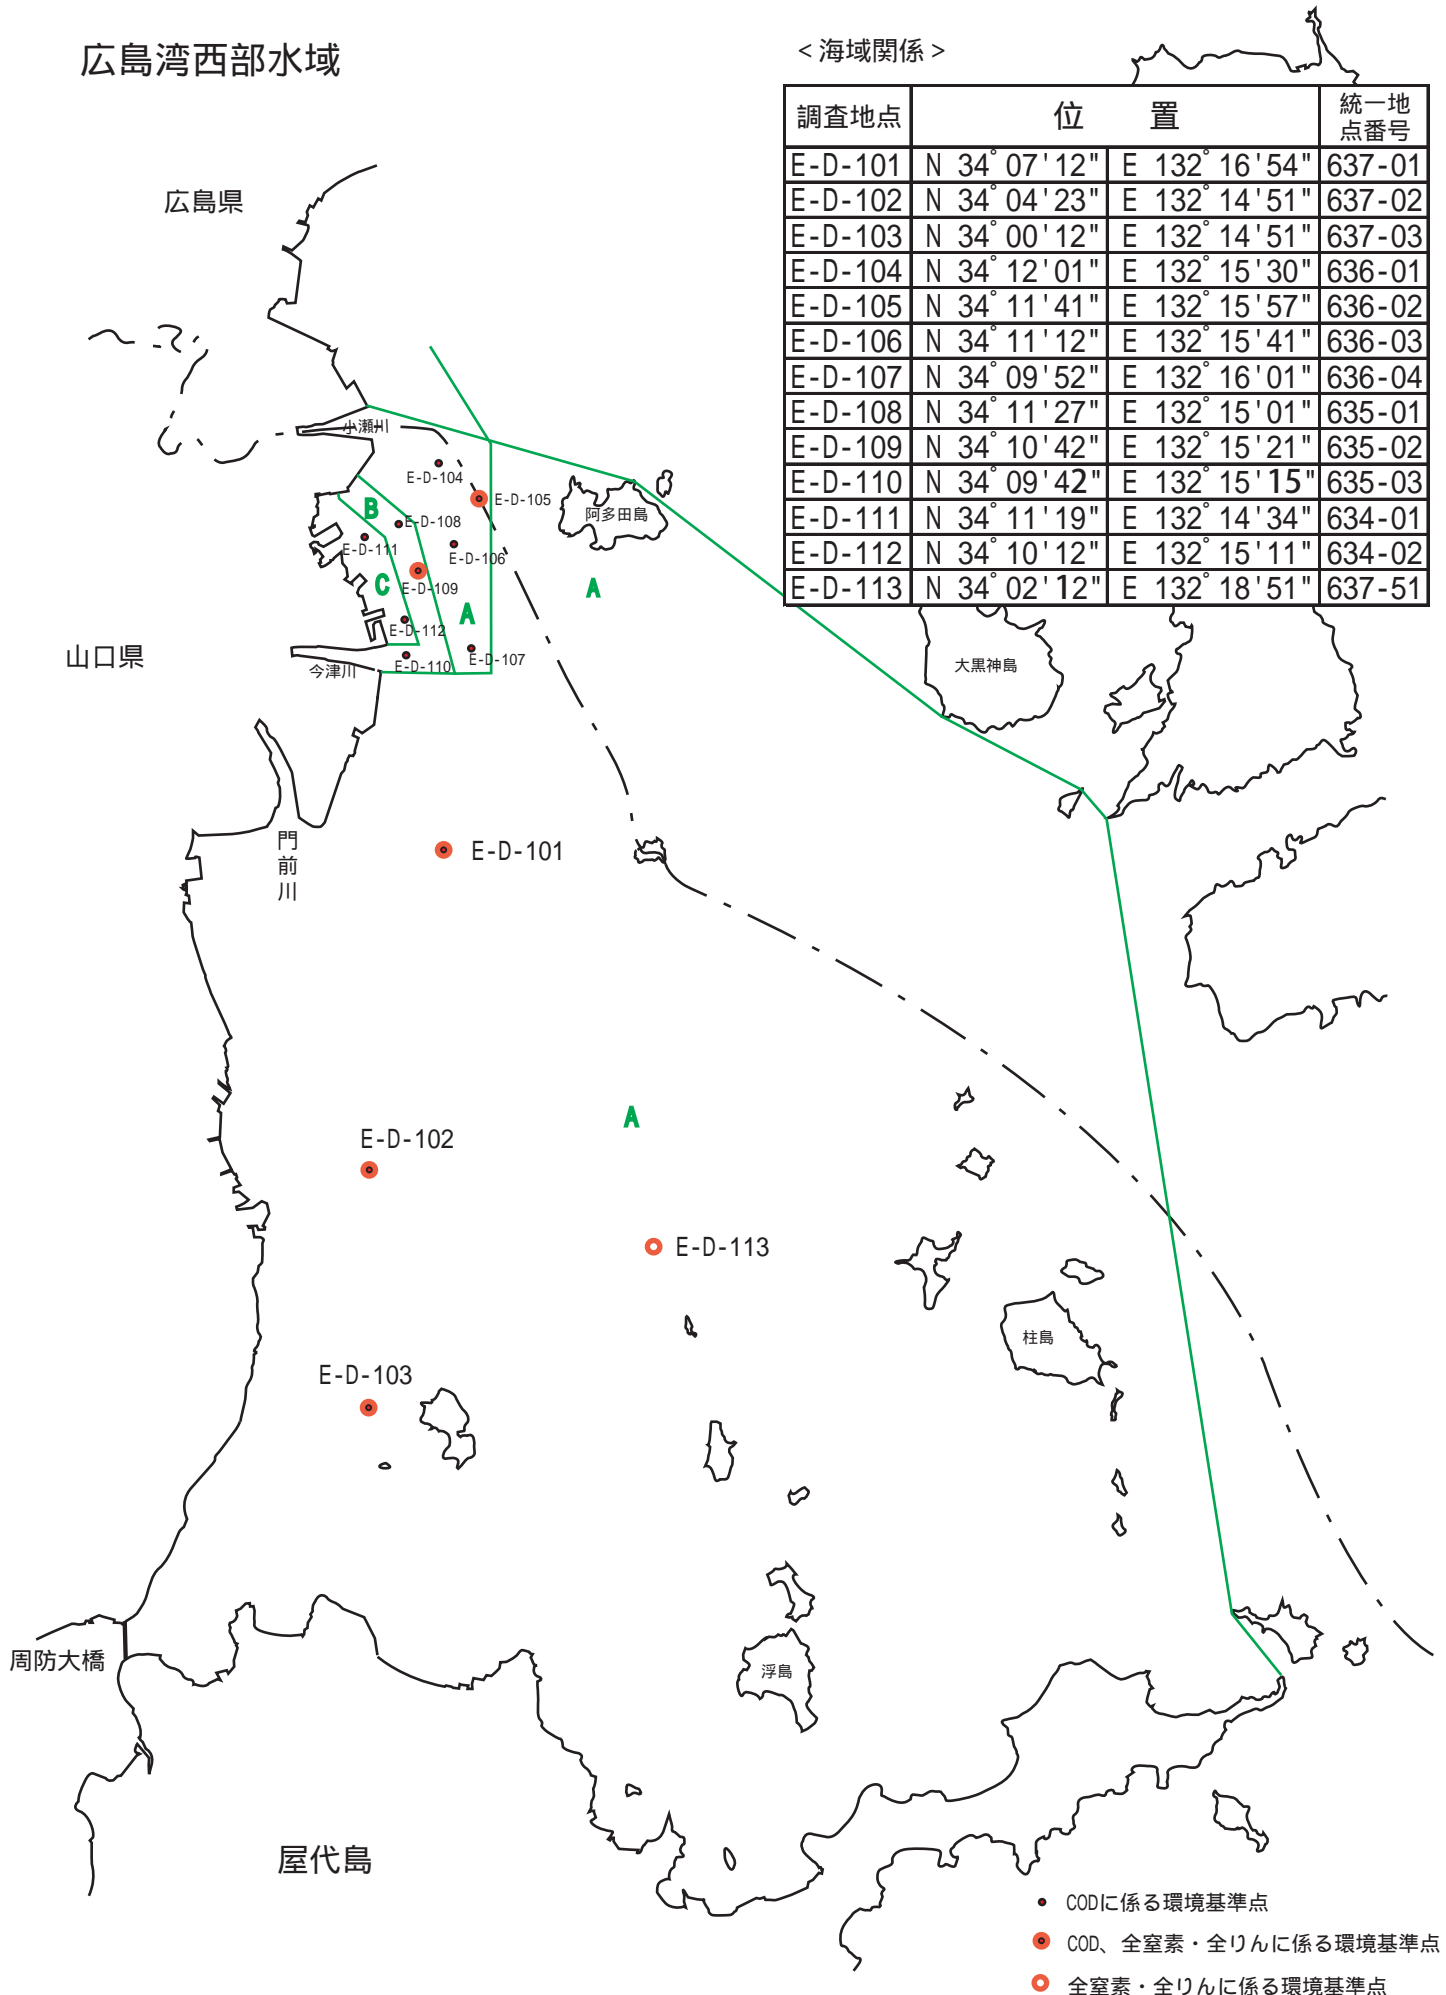 広島湾西部水域
<海域関係>
調査地点 位 置 統一地点番号
E-D-101 N 34°07'12" E 132°16'54" 637-01
E-D-102 N 34°04'23" E 132°14'51" 637-02
E-D-103 N 34°00'12" E 132°14'51" 637-03
E-D-104 N 34°12'01" E 132°15'30" 636-01
E-D-105 N 34°11'41" E 132°15'57" 636-02
E-D-106 N 34°11'12" E 132°15'41" 636-03
E-D-107 N 34°09'52" E 132°16'01" 636-04
E-D-108 N 34°11'27" E 132°15'01" 635-01
E-D-109 N 34°10'42" E 132°15'21" 635-02
E-D-110 N 34°09'42" E 132°15'15" 635-03
E-D-111 N 34°11'19" E 132°14'34" 634-01
E-D-112 N 34°10'12" E 132°15'11" 634-02
E-D-113 N 34°02'12" E 132°18'51" 637-51
広島県
小瀬川
E-D-104
E-D-105
阿多田島
B
E-D-108
E-D-111
E-D-106
C
E-D-109
A
A
E-D-112
山口県
今津川
E-D-110
E-D-107
大黒神島
門前川
E-D-101
A
E-D-102
E-D-113
柱島
E-D-103
周防大橋
浮島
屋代島
CODに係る環境基準点
COD、全窒素・全りんに係る環境基準点
全窒素・全りんに係る環境基準点